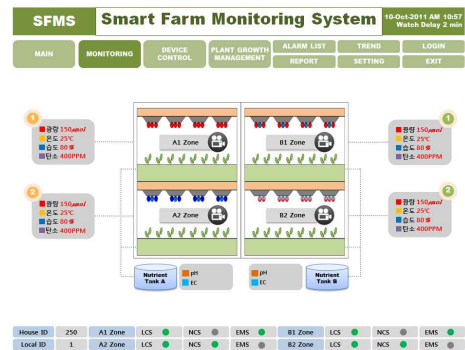 SFMS Smart Farm Monitoring System 10-Oct-2011 AM 10:57
Watch Delay 2 min
MAIN MONITORING DEVICE CONTROL PLANT GROWTH MANAGEMENT ALARM LIST TREND LOGIN
REPORT SETTING EXIT
1
광량 150μmol
온도 25℃
습도 80 %
탄소 400PPM
2
광량 150μmol
온도 25℃
습도 80 %
탄소 400PPM
A1 Zone B1 Zone
A2 Zone B2 Zone
1
광량 150μmol
온도 25℃
습도 80 %
탄소 400PPM
2
광량 150μmol
온도 25℃
습도 80 %
탄소 400PPM
Nutrient
Tank A
pH
EC
pH
EC
Nutrient
Tank B
House ID 250 A1 Zone LCS NCS EMS B1 Zone LCS NCS EMS
Local ID 1 A2 Zone LCS NCS EMS B2 Zone LCS NCS EMS